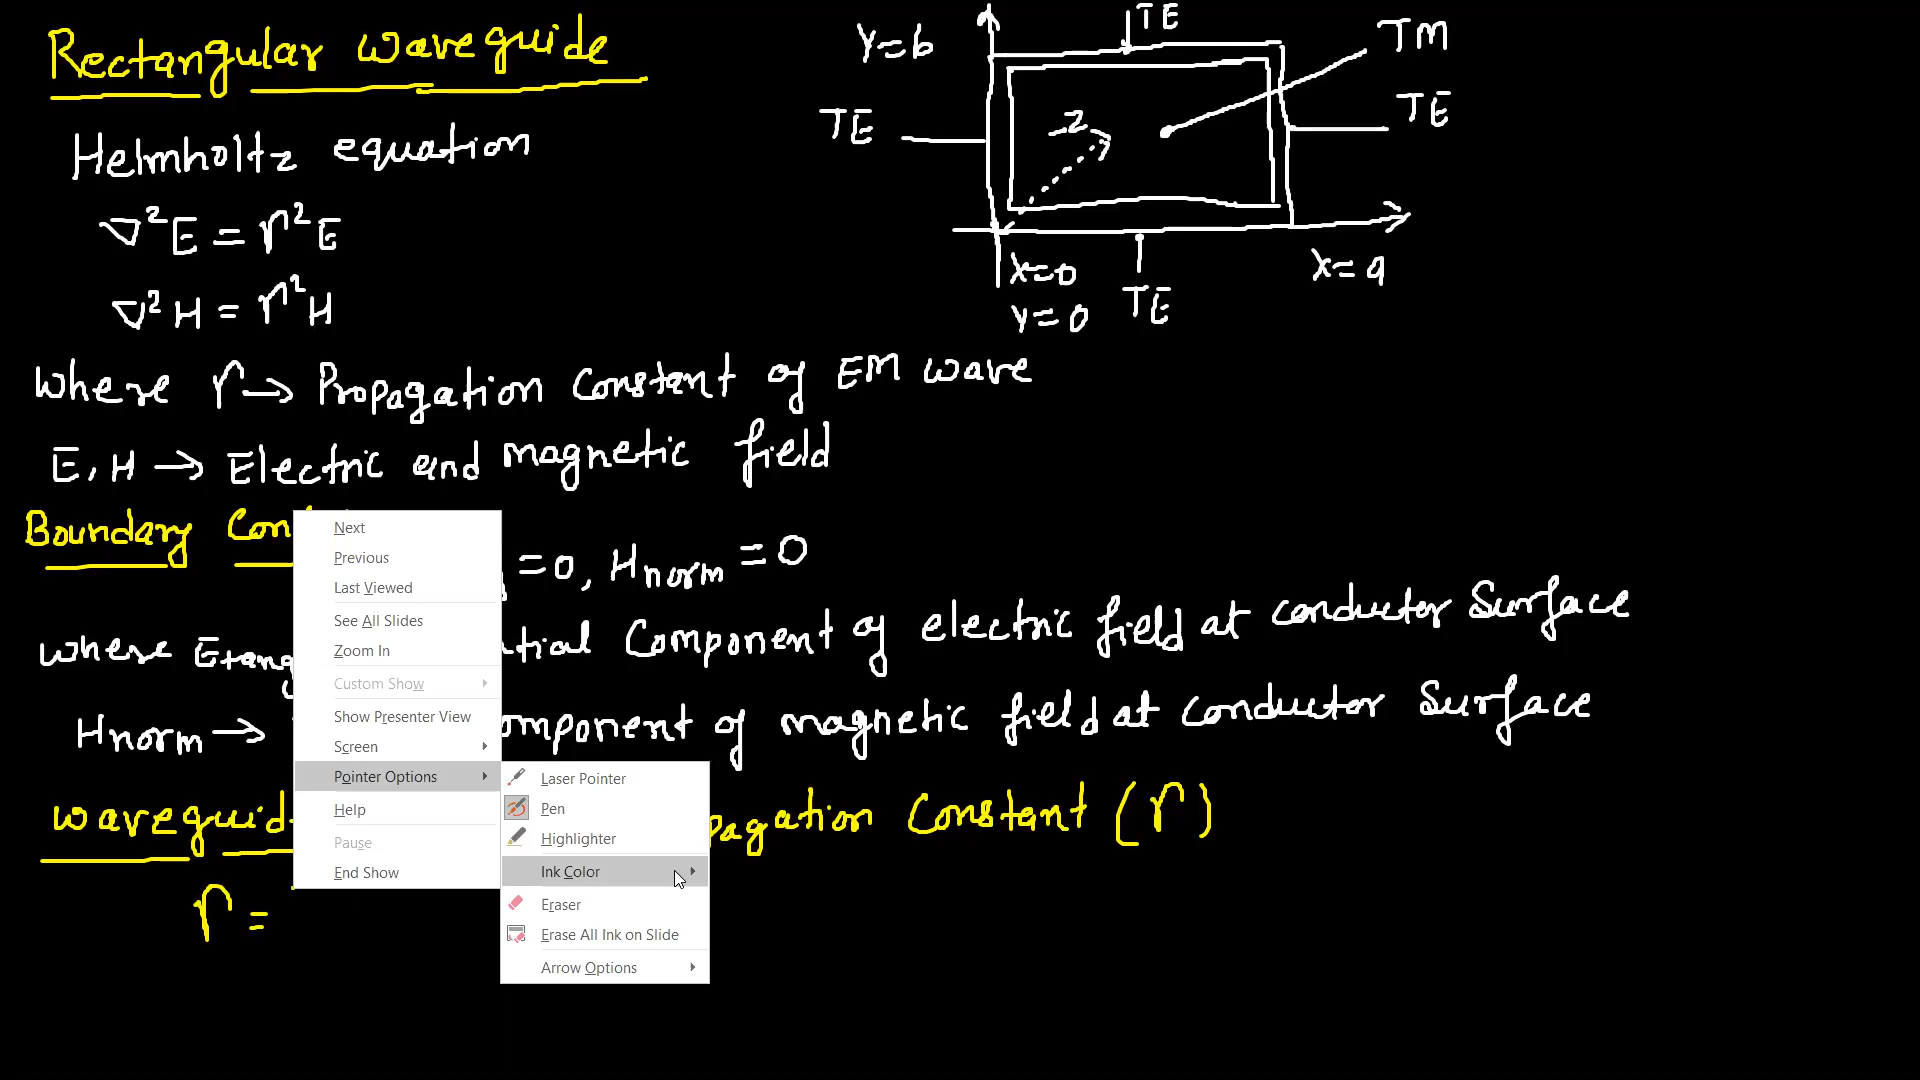 Rectangular waveguide
Helmholtz equation
∇²E = r²E
∇²H = r²H
Y=b
TE
TM
TE
TE
-z
X=0
Y=0
TE
X=a
Where r → Propagation Constant of EM wave
E, H → Electric and magnetic field
Boundary Con
=0, Hnorm = 0
where Etang tial Component of electric field at conductor Surface
Hnorm → omponent of magnetic field at conductor Surface
waveguid pagation Constant (r)
r =
Next
Previous
Last Viewed
See All Slides
Zoom In
Custom Show
Show Presenter View
Screen
Pointer Options
Help
Pause
End Show
Laser Pointer
Pen
Highlighter
Ink Color
Eraser
Erase All Ink on Slide
Arrow Options